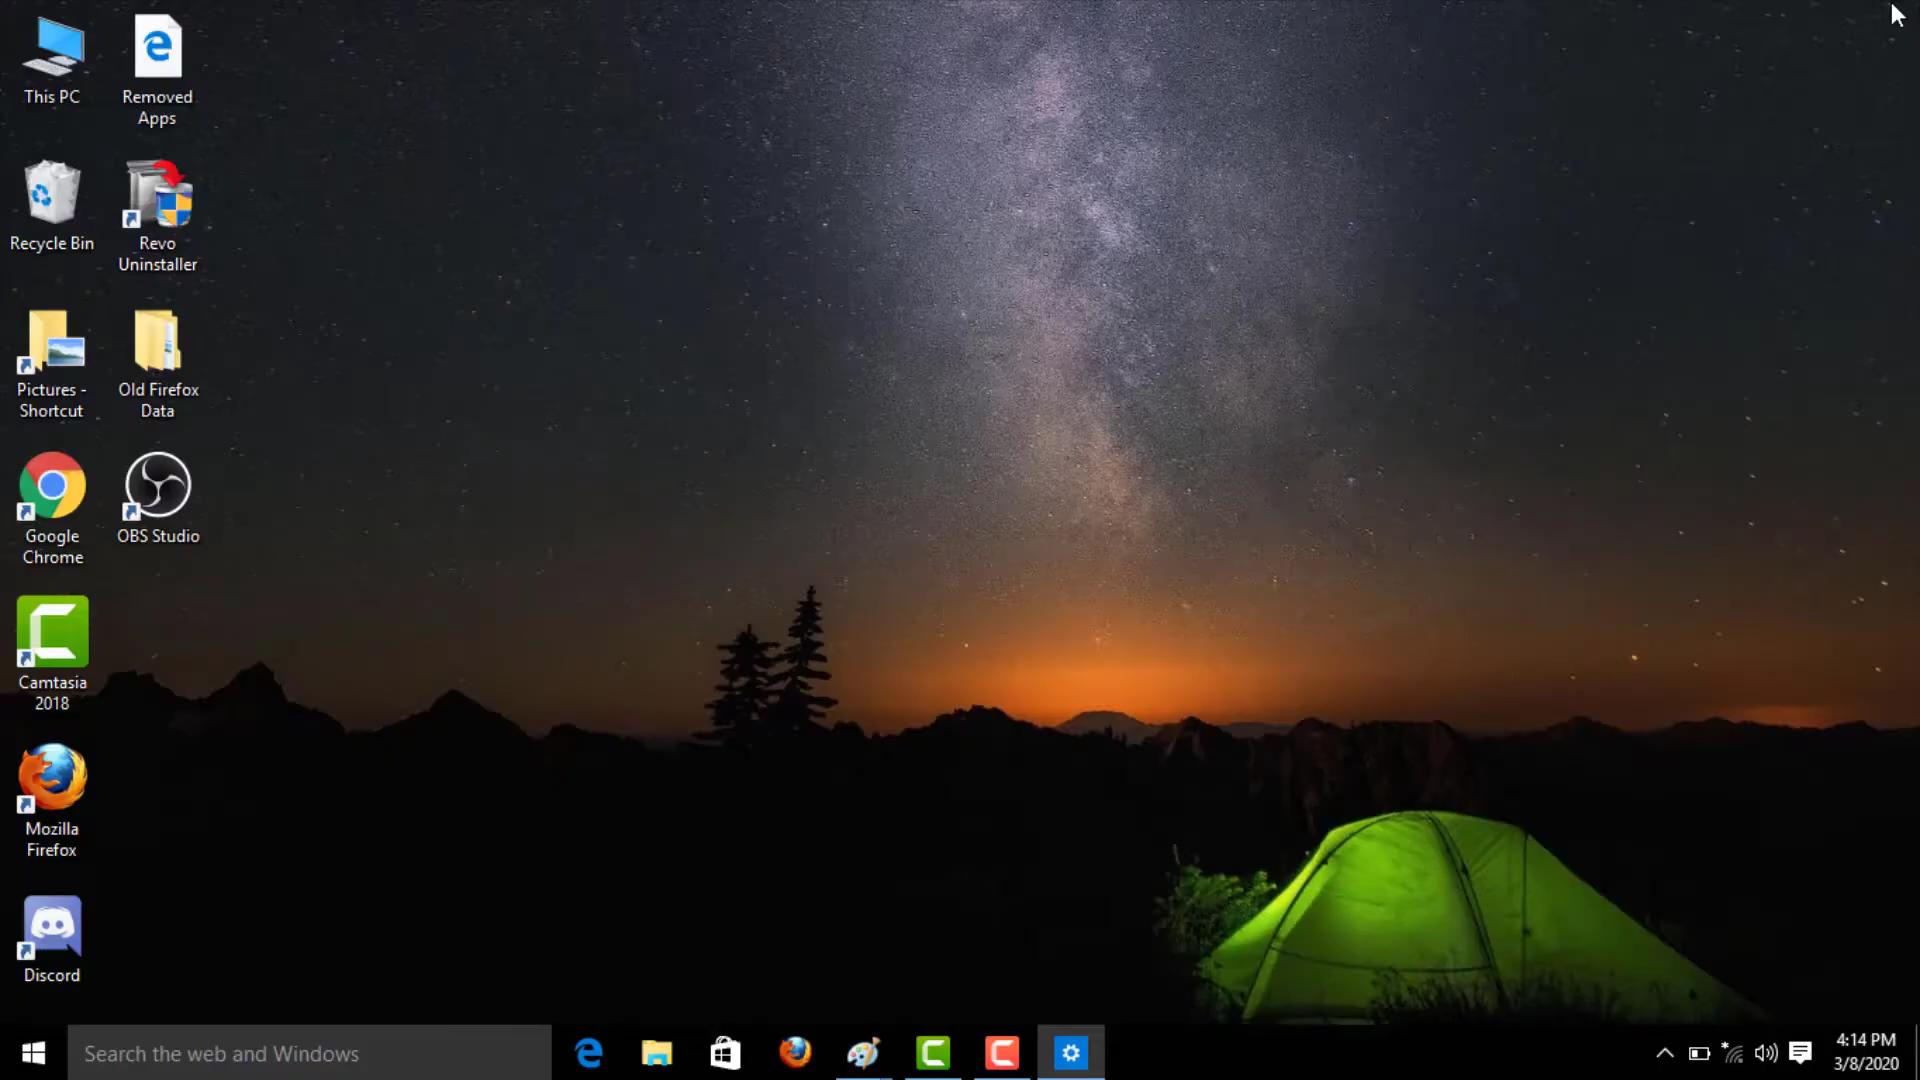 This PC
Removed
Apps
Recycle Bin
Revo
Uninstaller
Pictures -
Shortcut
Old Firefox
Data
Google
Chrome
OBS Studio
Camtasia
2018
Mozilla
Firefox
Discord
Search the web and Windows
4:14 PM
3/8/2020